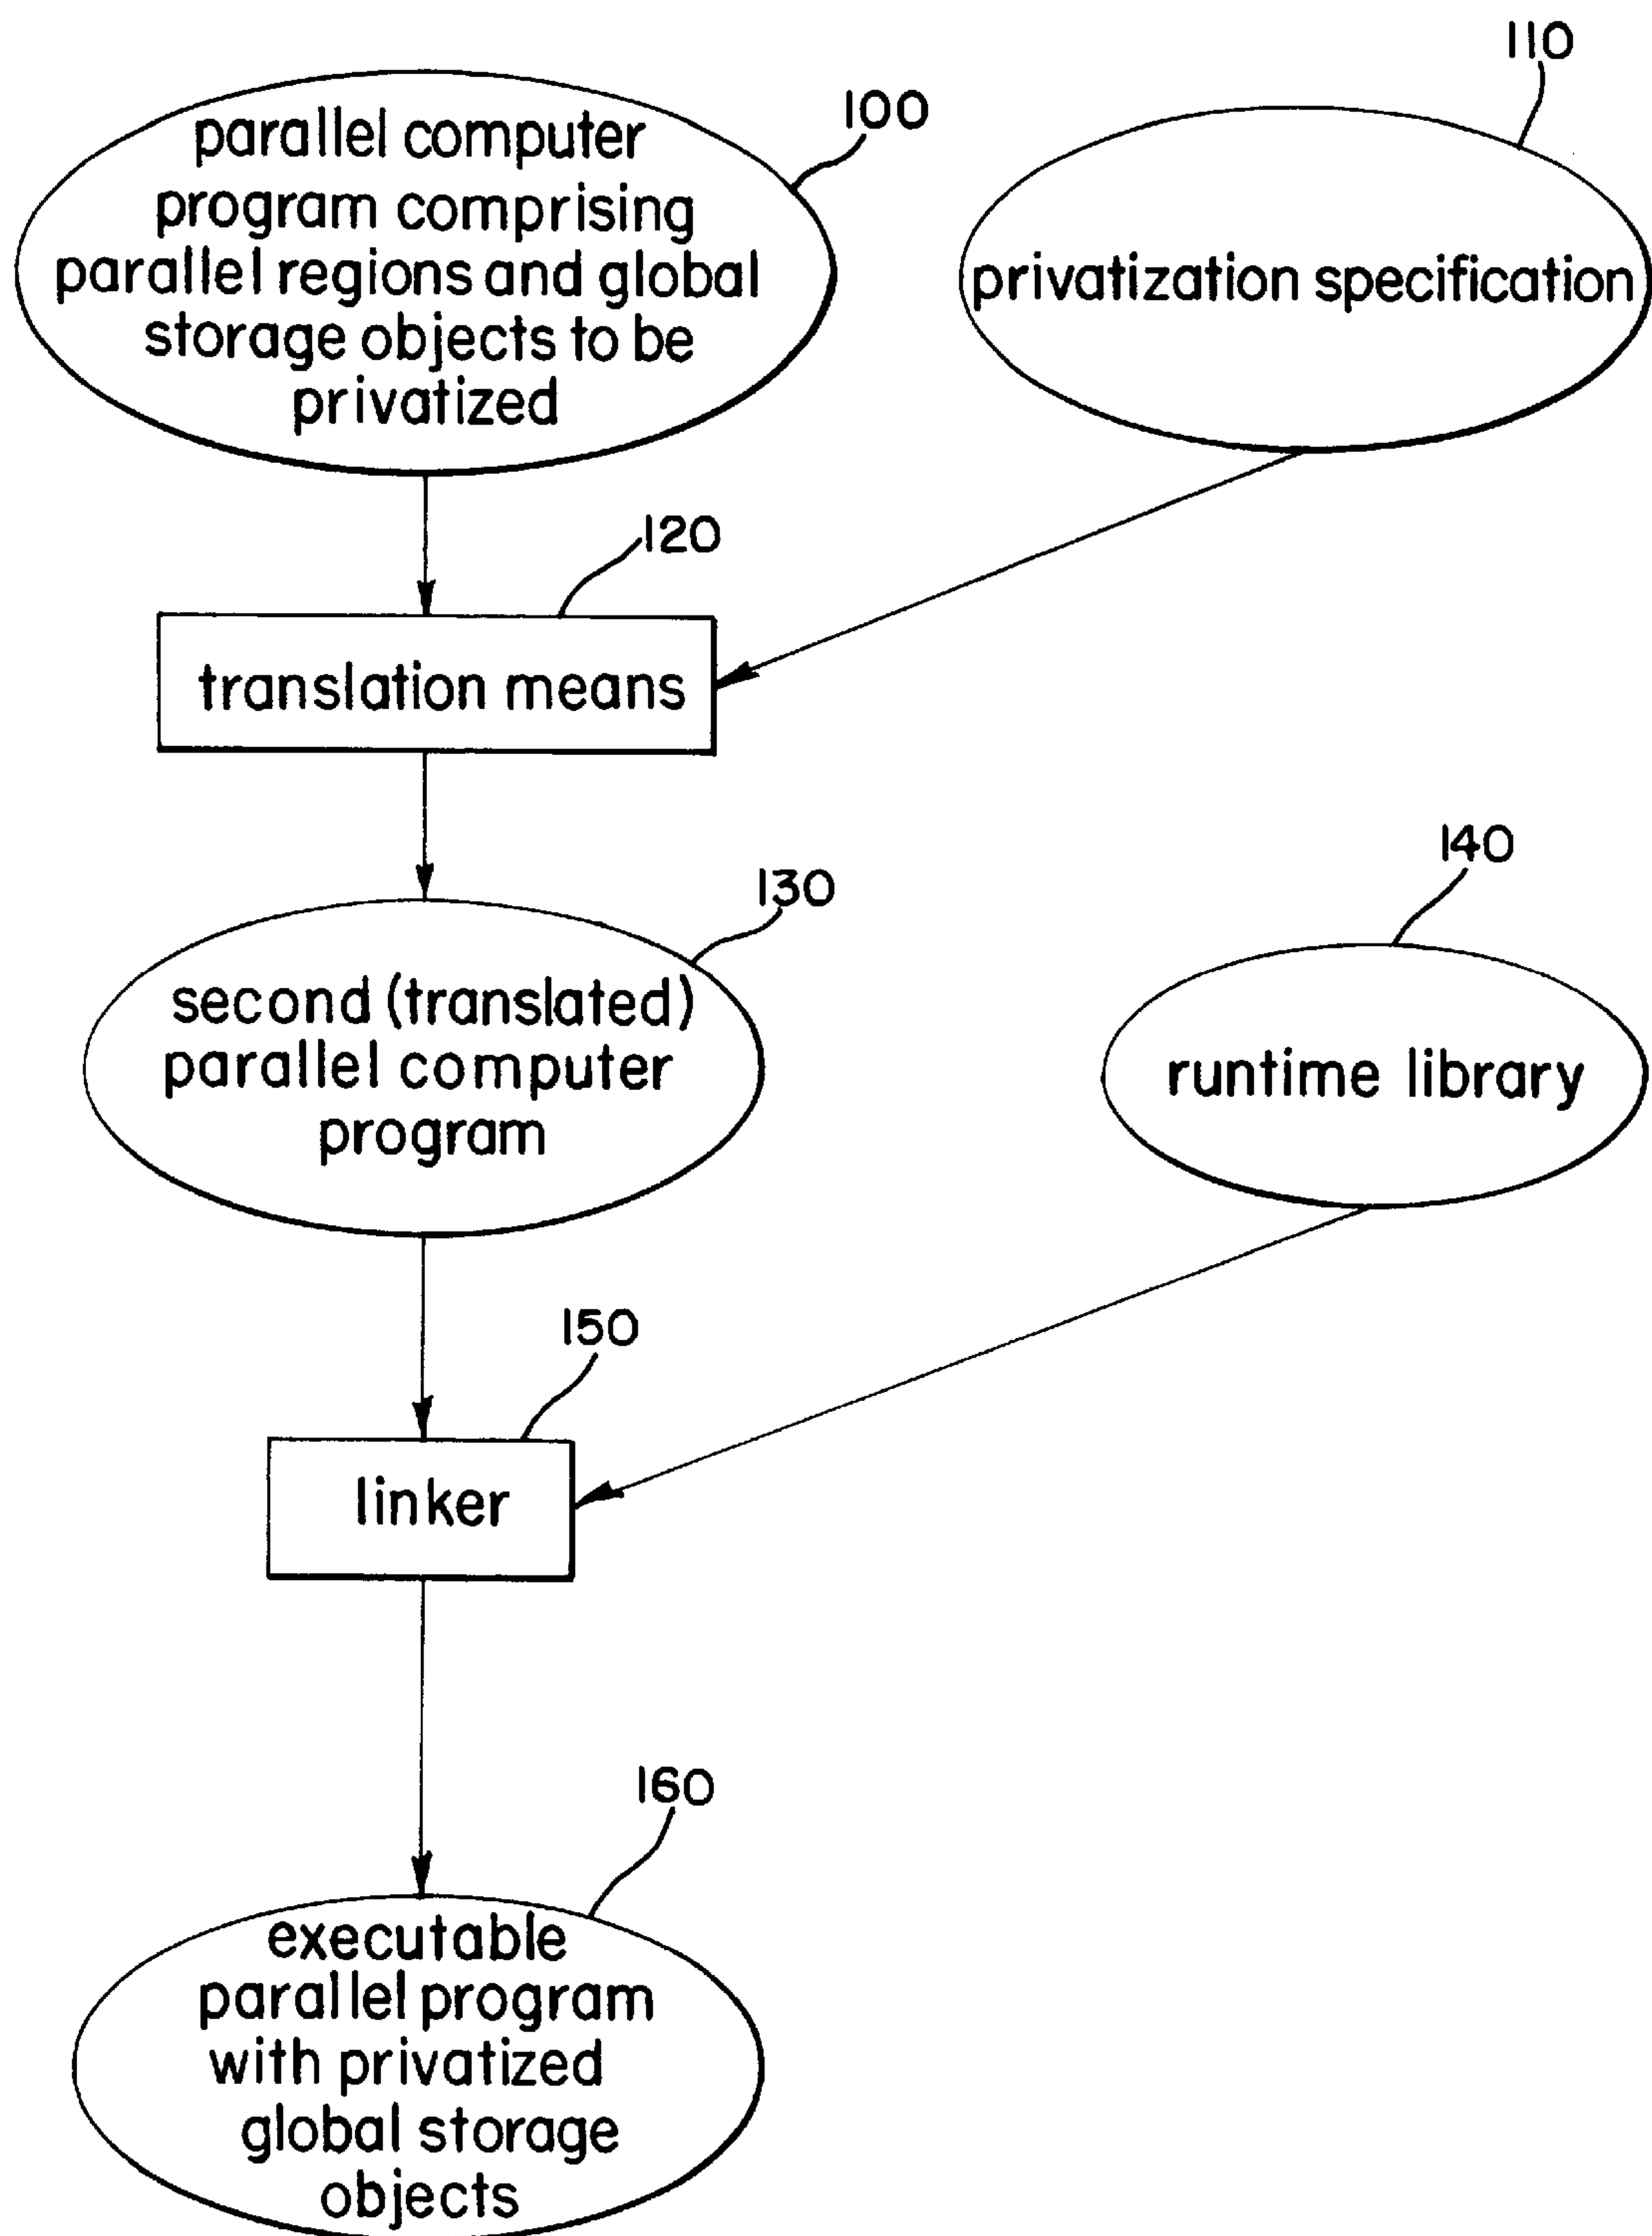 110
100
parallel computer
program comprising
parallel regions and global
storage objects to be
privatized
privatization specification
120
translation means
130
140
second (translated)
parallel computer
program
runtime library
150
linker
160
executable
parallel program
with privatized
global storage
objects